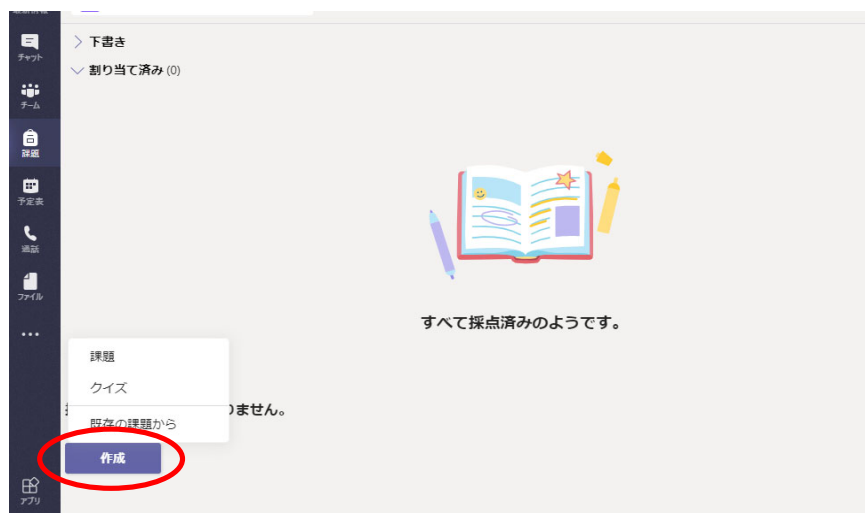 チャット
チーム
課題
予定表
通話
ファイル
アプリ
下書き
割り当て済み (0)
すべて採点済みのようです。
課題
クイズ
りません。
既存の課題から
作成